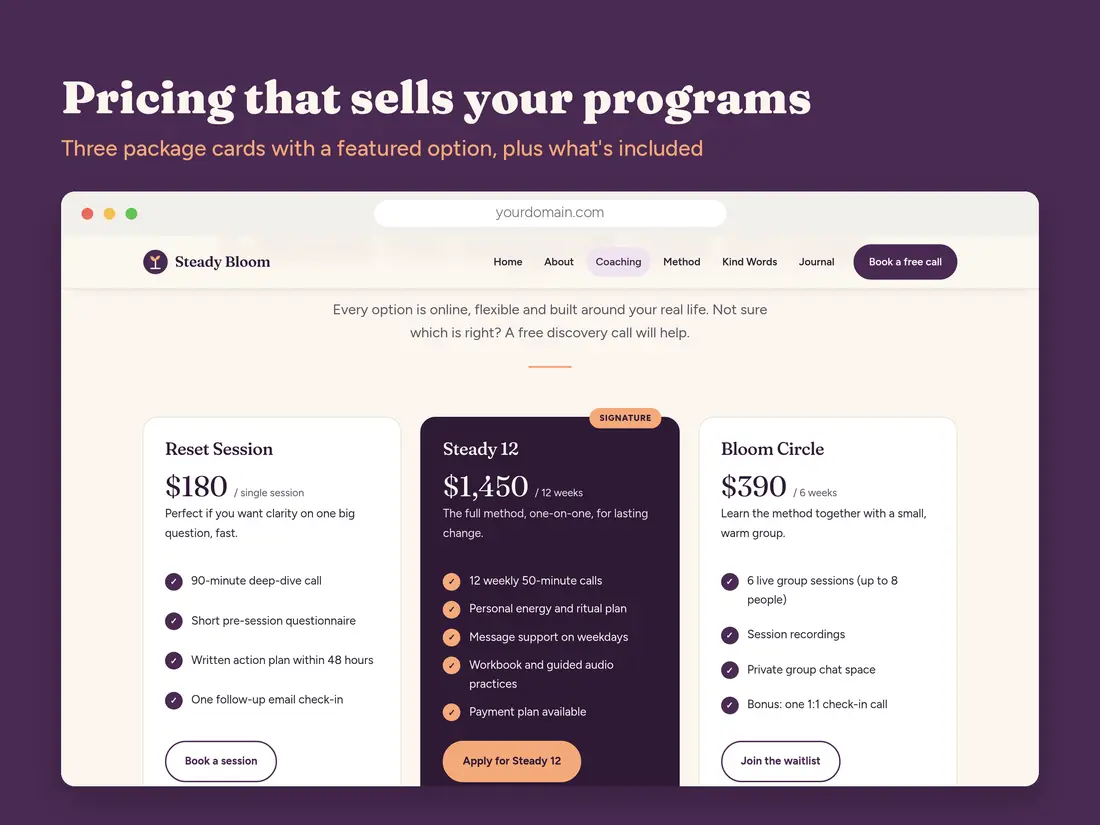 Pricing that sells your programs
Three package cards with a featured option, plus what's included
yourdomain.com
Steady Bloom
Home
About
Coaching
Method
Kind Words
Journal
Book a free call
Every option is online, flexible and built around your real life. Not sure
which is right? A free discovery call will help.
Reset Session
$180 / single session
Perfect if you want clarity on one big
question, fast.
✓ 90-minute deep-dive call
✓ Short pre-session questionnaire
✓ Written action plan within 48 hours
✓ One follow-up email check-in
Book a session
SIGNATURE
Steady 12
$1,450 / 12 weeks
The full method, one-on-one, for lasting
change.
✓ 12 weekly 50-minute calls
✓ Personal energy and ritual plan
✓ Message support on weekdays
✓ Workbook and guided audio
practices
✓ Payment plan available
Apply for Steady 12
Bloom Circle
$390 / 6 weeks
Learn the method together with a small,
warm group.
✓ 6 live group sessions (up to 8
people)
✓ Session recordings
✓ Private group chat space
✓ Bonus: one 1:1 check-in call
Join the waitlist